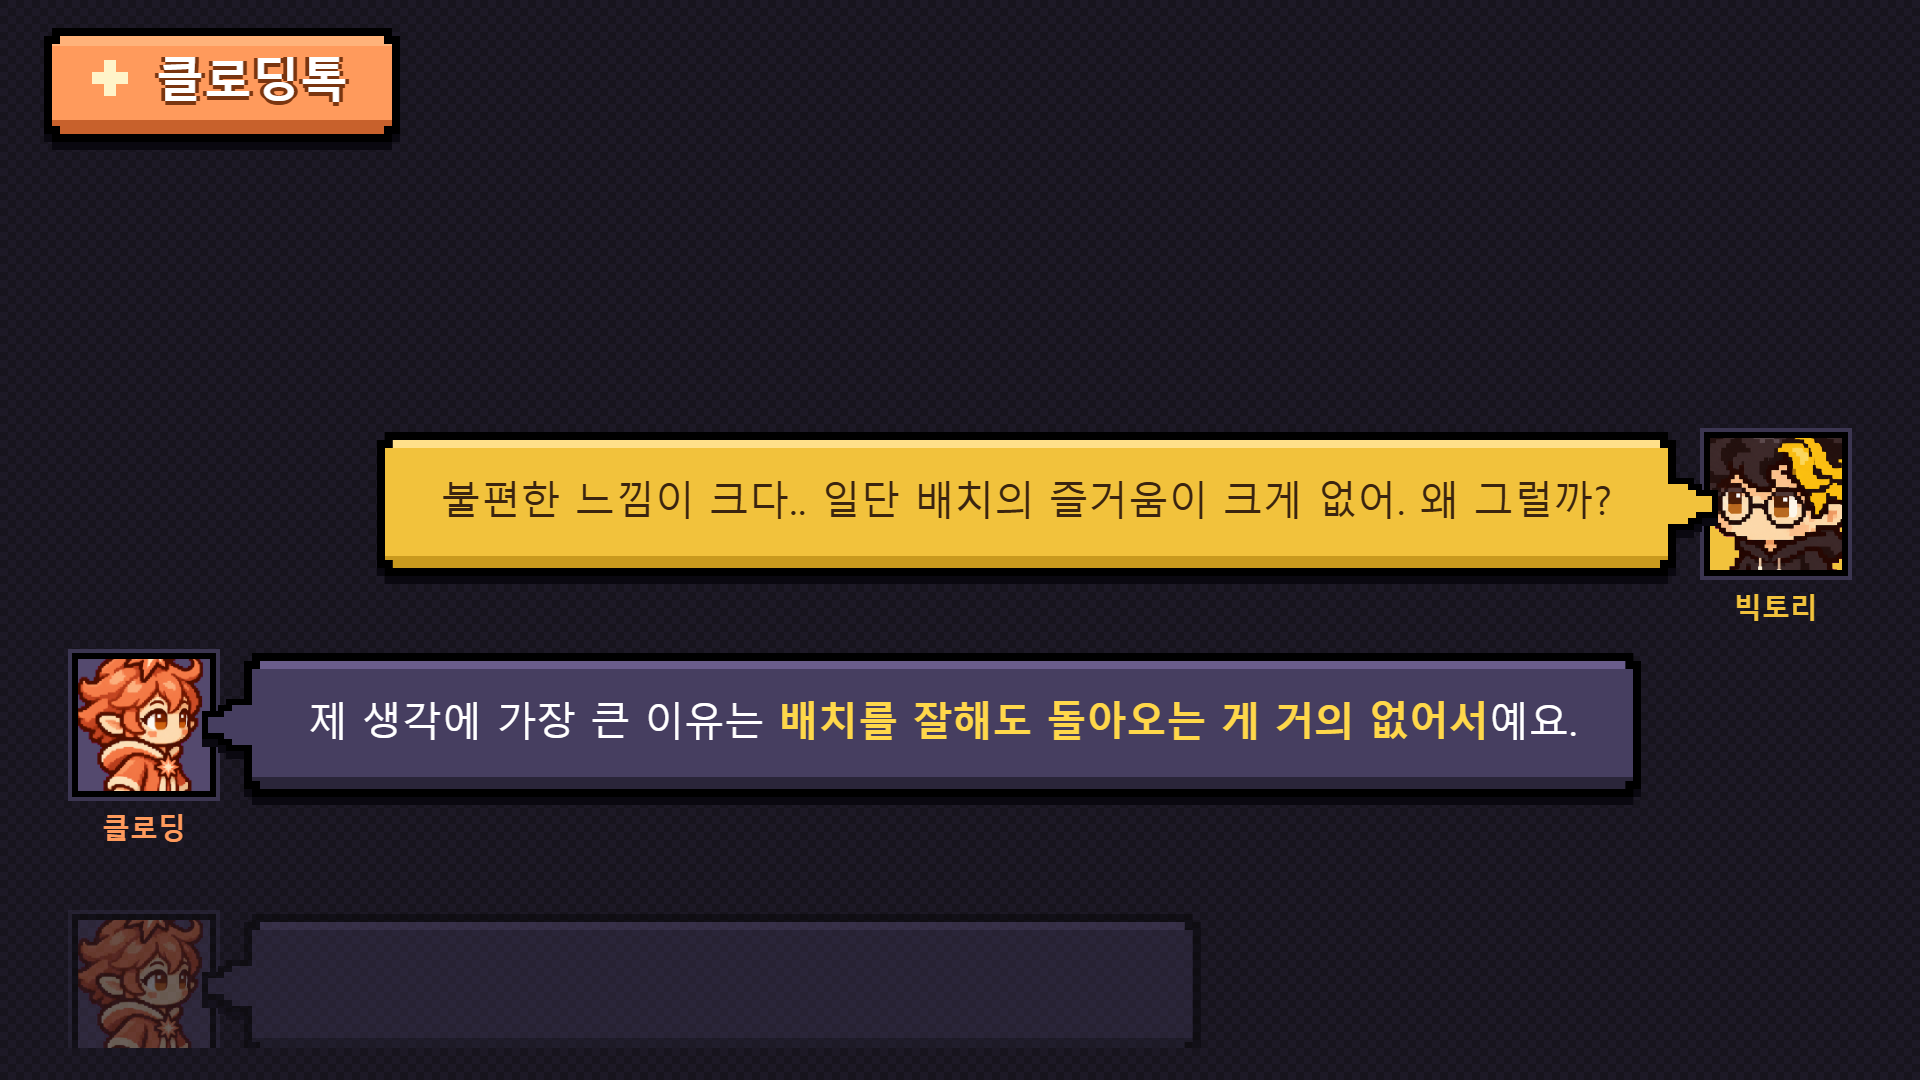 클로딩톡
불편한 느낌이 크다.. 일단 배치의 즐거움이 크게 없어. 왜 그럴까?
빅토리
제 생각에 가장 큰 이유는 배치를 잘해도 돌아오는 게 거의 없어서예요.
클로딩